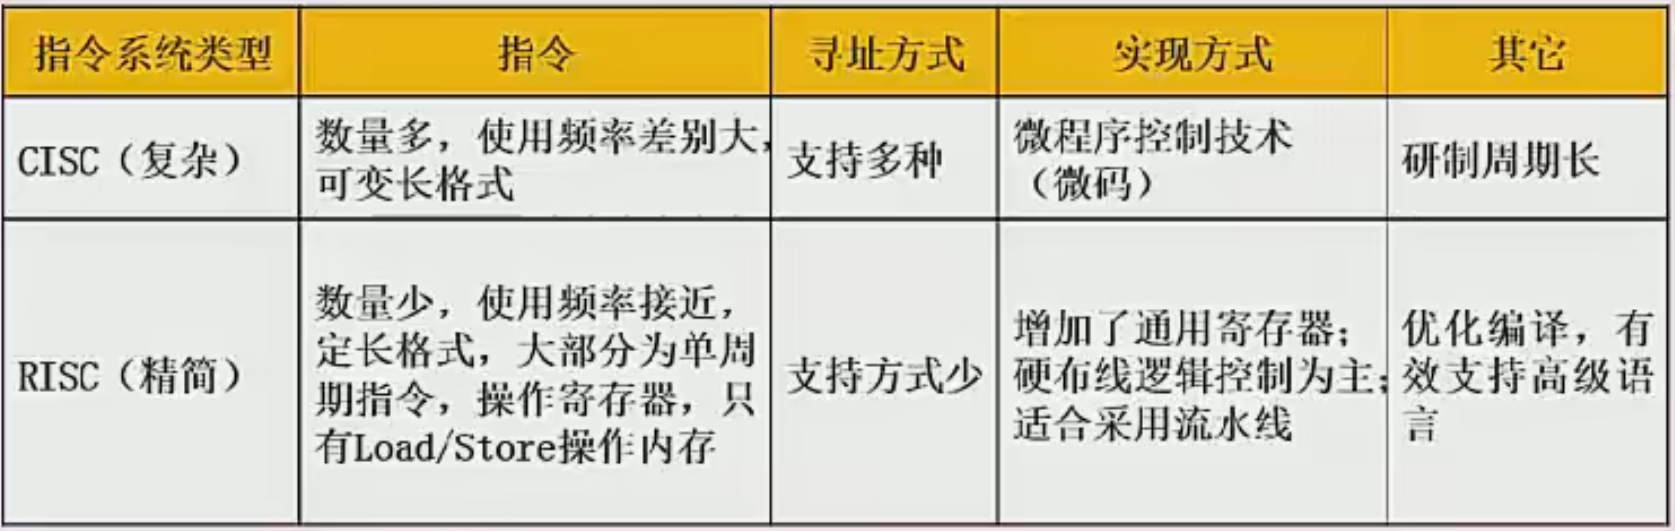 指令系统类型 指令 寻址方式 实现方式 其它
CISC（复杂）
数量多，使用频率差别大，
可变长格式
支持多种
微程序控制技术
（微码）
研制周期长
RISC（精简）
数量少，使用频率接近，
定长格式，大部分为单周
期指令，操作寄存器，只
有Load/Store操作内存
支持方式少
增加了通用寄存器；
硬布线逻辑控制为主；
适合采用流水线
优化编译，有
效支持高级语
言